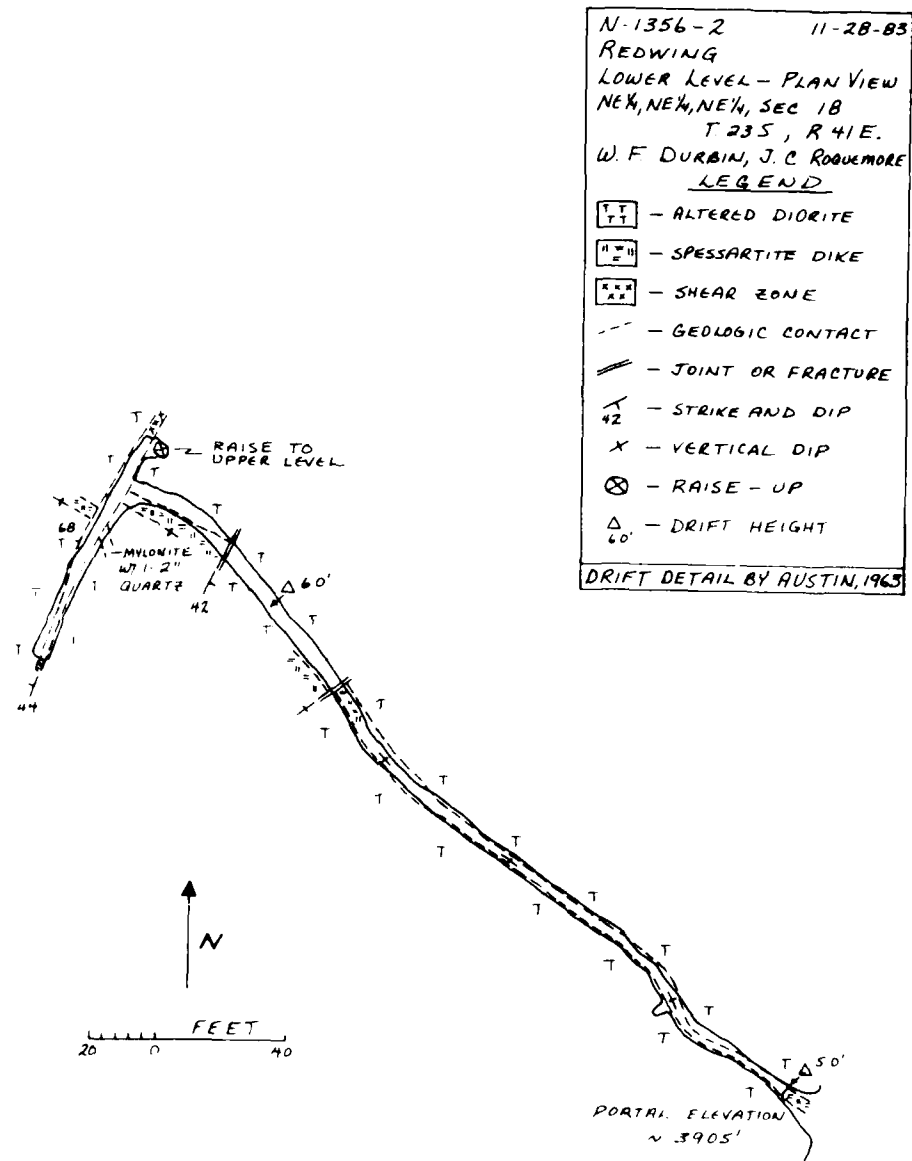 N-1356-2 11-28-83
REDWING
LOWER LEVEL - PLAN VIEW
NE¼, NE¼, NE¼, SEC 18
T 23 S, R 41 E.
W. F DURBIN, J. C ROQUEMORE
LEGEND
T T
T T
- ALTERED DIORITE
- SPESSARTITE DIKE
x x x
x x
- SHEAR ZONE
- GEOLOGIC CONTACT
- JOINT OR FRACTURE
42 - STRIKE AND DIP
- VERTICAL DIP
- RAISE - UP
60' - DRIFT HEIGHT
DRIFT DETAIL BY AUSTIN, 1963
RAISE TO
UPPER LEVEL
68
MYLONITE
W/ 1-2"
QUARTZ
42
60'
44
N
FEET
20 0 40
50'
PORTAL ELEVATION
~ 3905'
T T T T T T T T T T T T T T T T T T T T T T T T T T